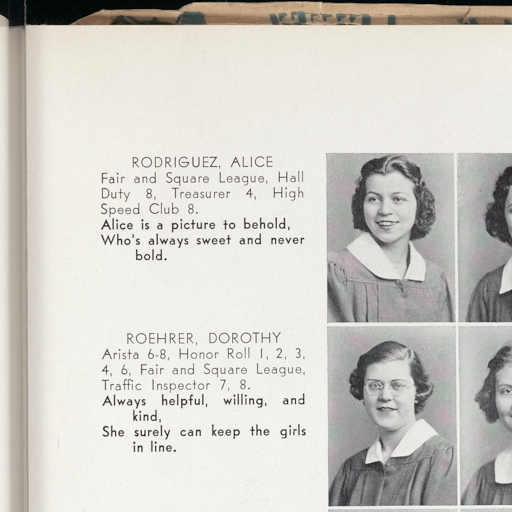 RODRIGUEZ, ALICE
Fair and Square League, Hall
Duty 8, Treasurer 4, High
Speed Club 8.
Alice is a picture to behold,
Who's always sweet and never
bold.
ROEHRER, DOROTHY
Arista 6-8, Honor Roll 1, 2, 3,
4, 6, Fair and Square League,
Traffic Inspector 7, 8.
Always helpful, willing, and
kind,
She surely can keep the girls
in line.